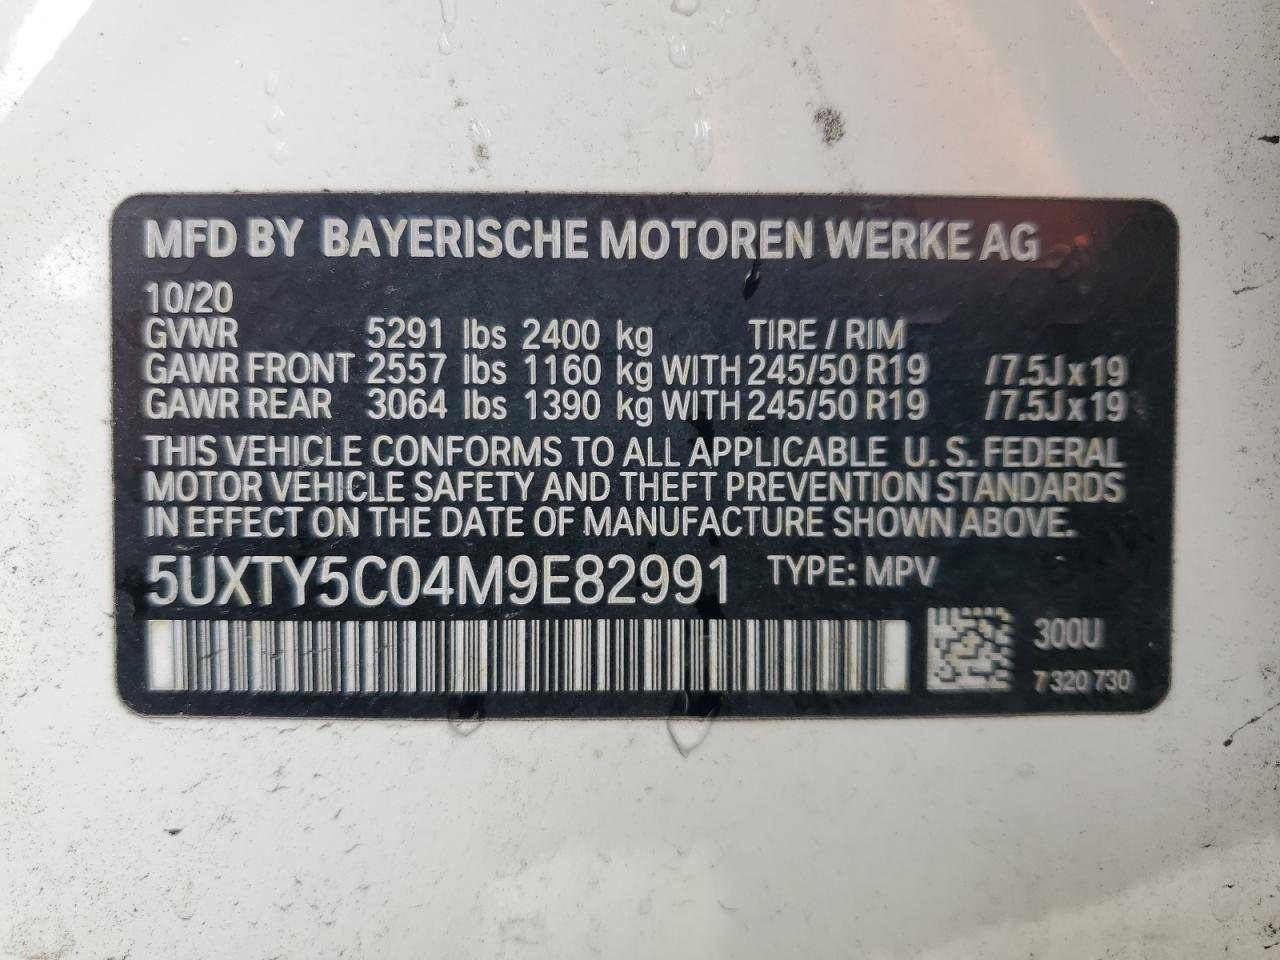 MFD BY BAYERISCHE MOTOREN WERKE AG
10/20
GVWR 5291 lbs 2400 kg TIRE / RIM
GAWR FRONT 2557 lbs 1160 kg WITH 245/50 R19 /7.5J x 19
GAWR REAR 3064 lbs 1390 kg WITH 245/50 R19 /7.5J x 19
THIS VEHICLE CONFORMS TO ALL APPLICABLE U. S. FEDERAL
MOTOR VEHICLE SAFETY AND THEFT PREVENTION STANDARDS
IN EFFECT ON THE DATE OF MANUFACTURE SHOWN ABOVE.
5UXTY5C04M9E82991 TYPE: MPV
300U
7 320 730